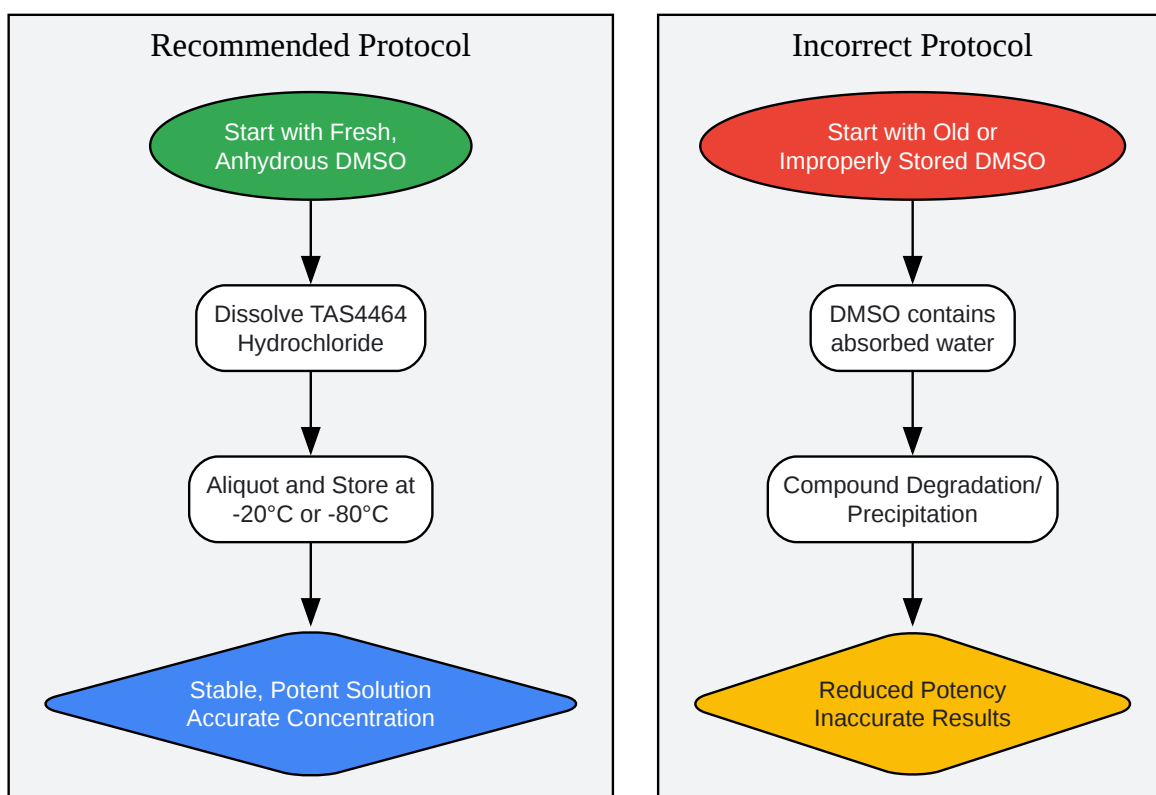 Recommended Protocol
Start with Fresh,
Anhydrous DMSO
Dissolve TAS4464
Hydrochloride
Aliquot and Store at
-20°C or -80°C
Stable, Potent Solution
Accurate Concentration
Incorrect Protocol
Start with Old or
Improperly Stored DMSO
DMSO contains
absorbed water
Compound Degradation/
Precipitation
Reduced Potency
Inaccurate Results